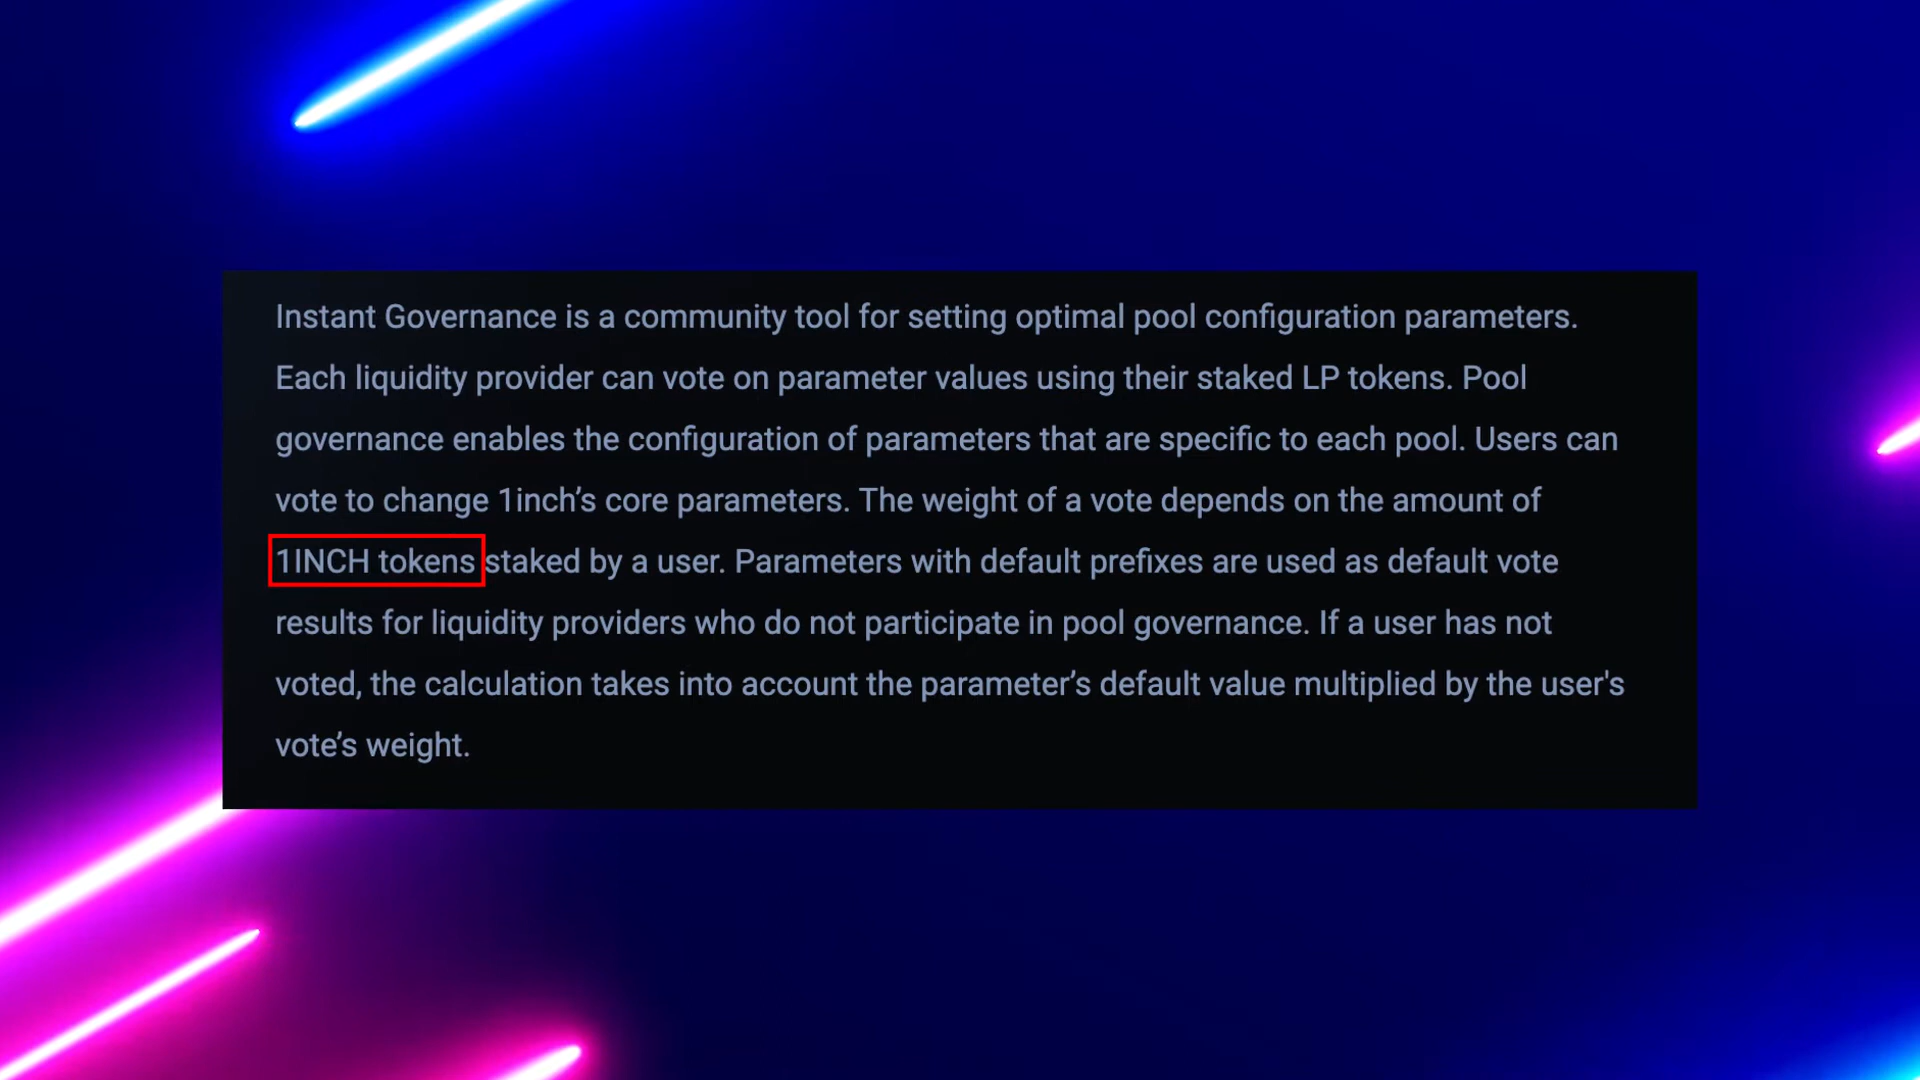 Instant Governance is a community tool for setting optimal pool configuration parameters.
Each liquidity provider can vote on parameter values using their staked LP tokens. Pool
governance enables the configuration of parameters that are specific to each pool. Users can
vote to change 1inch’s core parameters. The weight of a vote depends on the amount of
1INCH tokens staked by a user. Parameters with default prefixes are used as default vote
results for liquidity providers who do not participate in pool governance. If a user has not
voted, the calculation takes into account the parameter’s default value multiplied by the user's
vote’s weight.